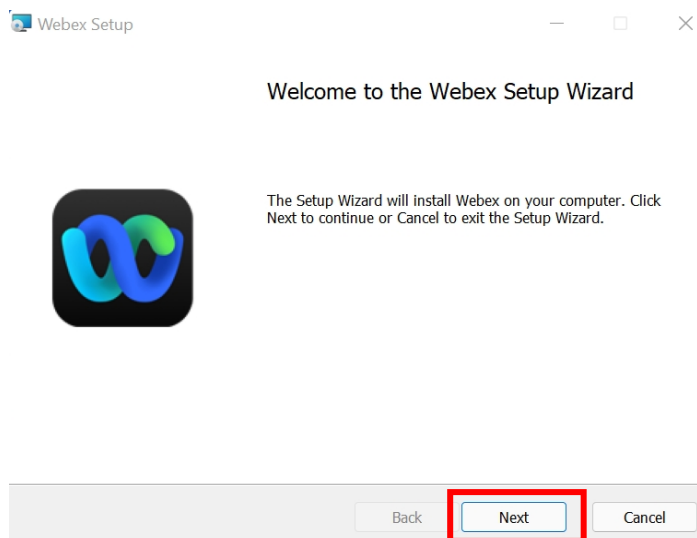 Webex Setup
Welcome to the Webex Setup Wizard
The Setup Wizard will install Webex on your computer. Click
Next to continue or Cancel to exit the Setup Wizard.
Back Next Cancel